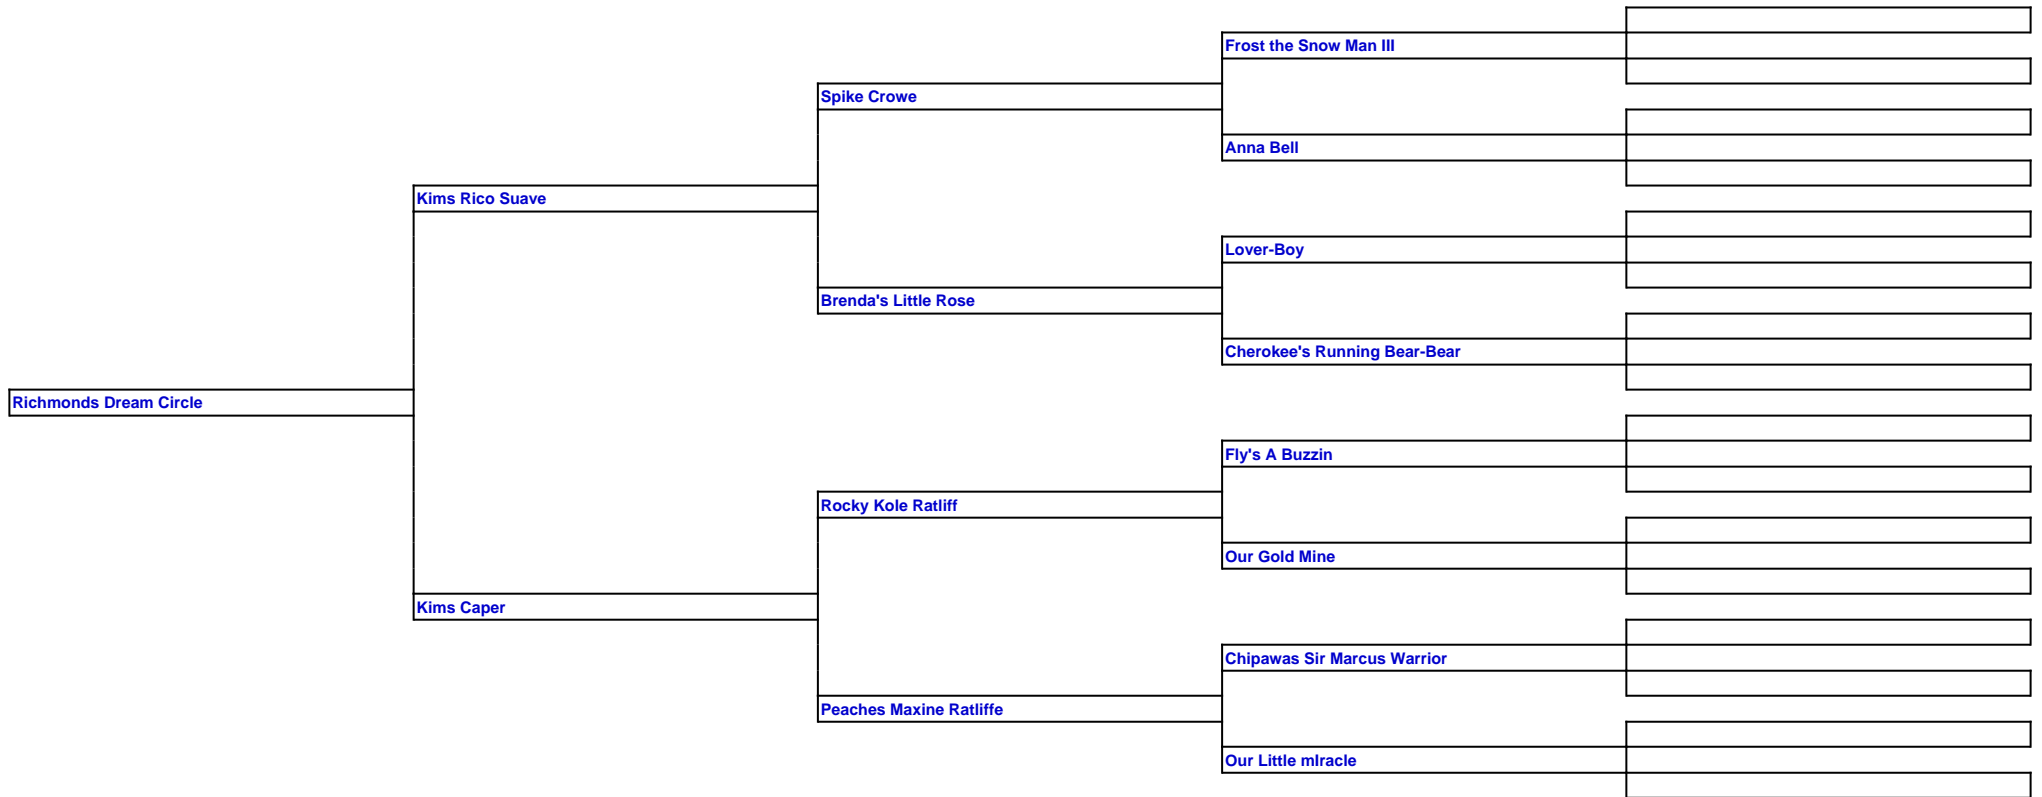 Frost the Snow Man III
Spike Crowe
Anna Bell
Kims Rico Suave
Lover-Boy
Brenda's Little Rose
Cherokee's Running Bear-Bear
Richmonds Dream Circle
Fly's A Buzzin
Rocky Kole Ratliff
Our Gold Mine
Kims Caper
Chipawas Sir Marcus Warrior
Peaches Maxine Ratliffe
Our Little mIracle